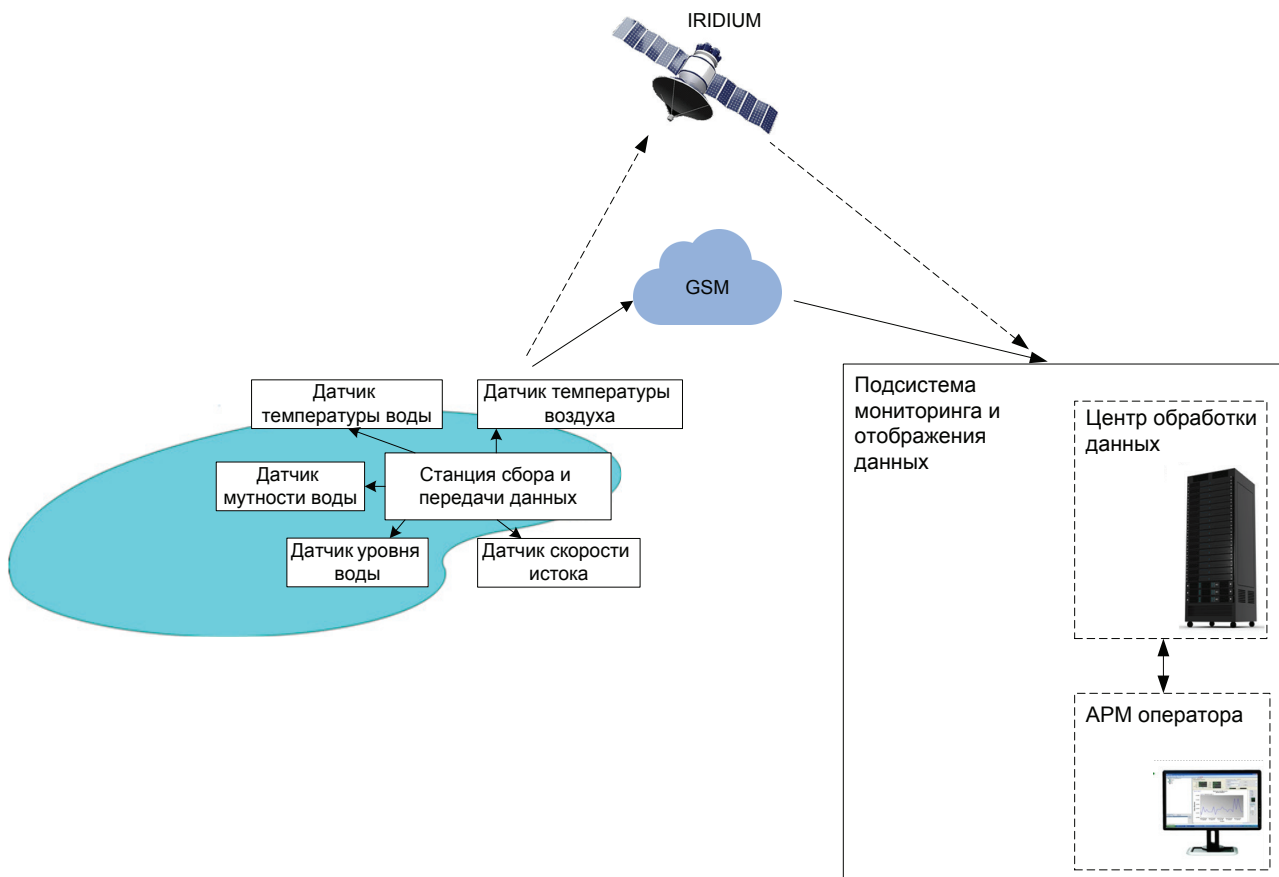 IRIDIUM
GSM
Датчик
температуры воды
Датчик температуры
воздуха
Датчик
мутности воды
Станция сбора и
передачи данных
Датчик уровня
воды
Датчик скорости
истока
Подсистема
мониторинга и
отображения
данных
Центр обработки
данных
АРМ оператора